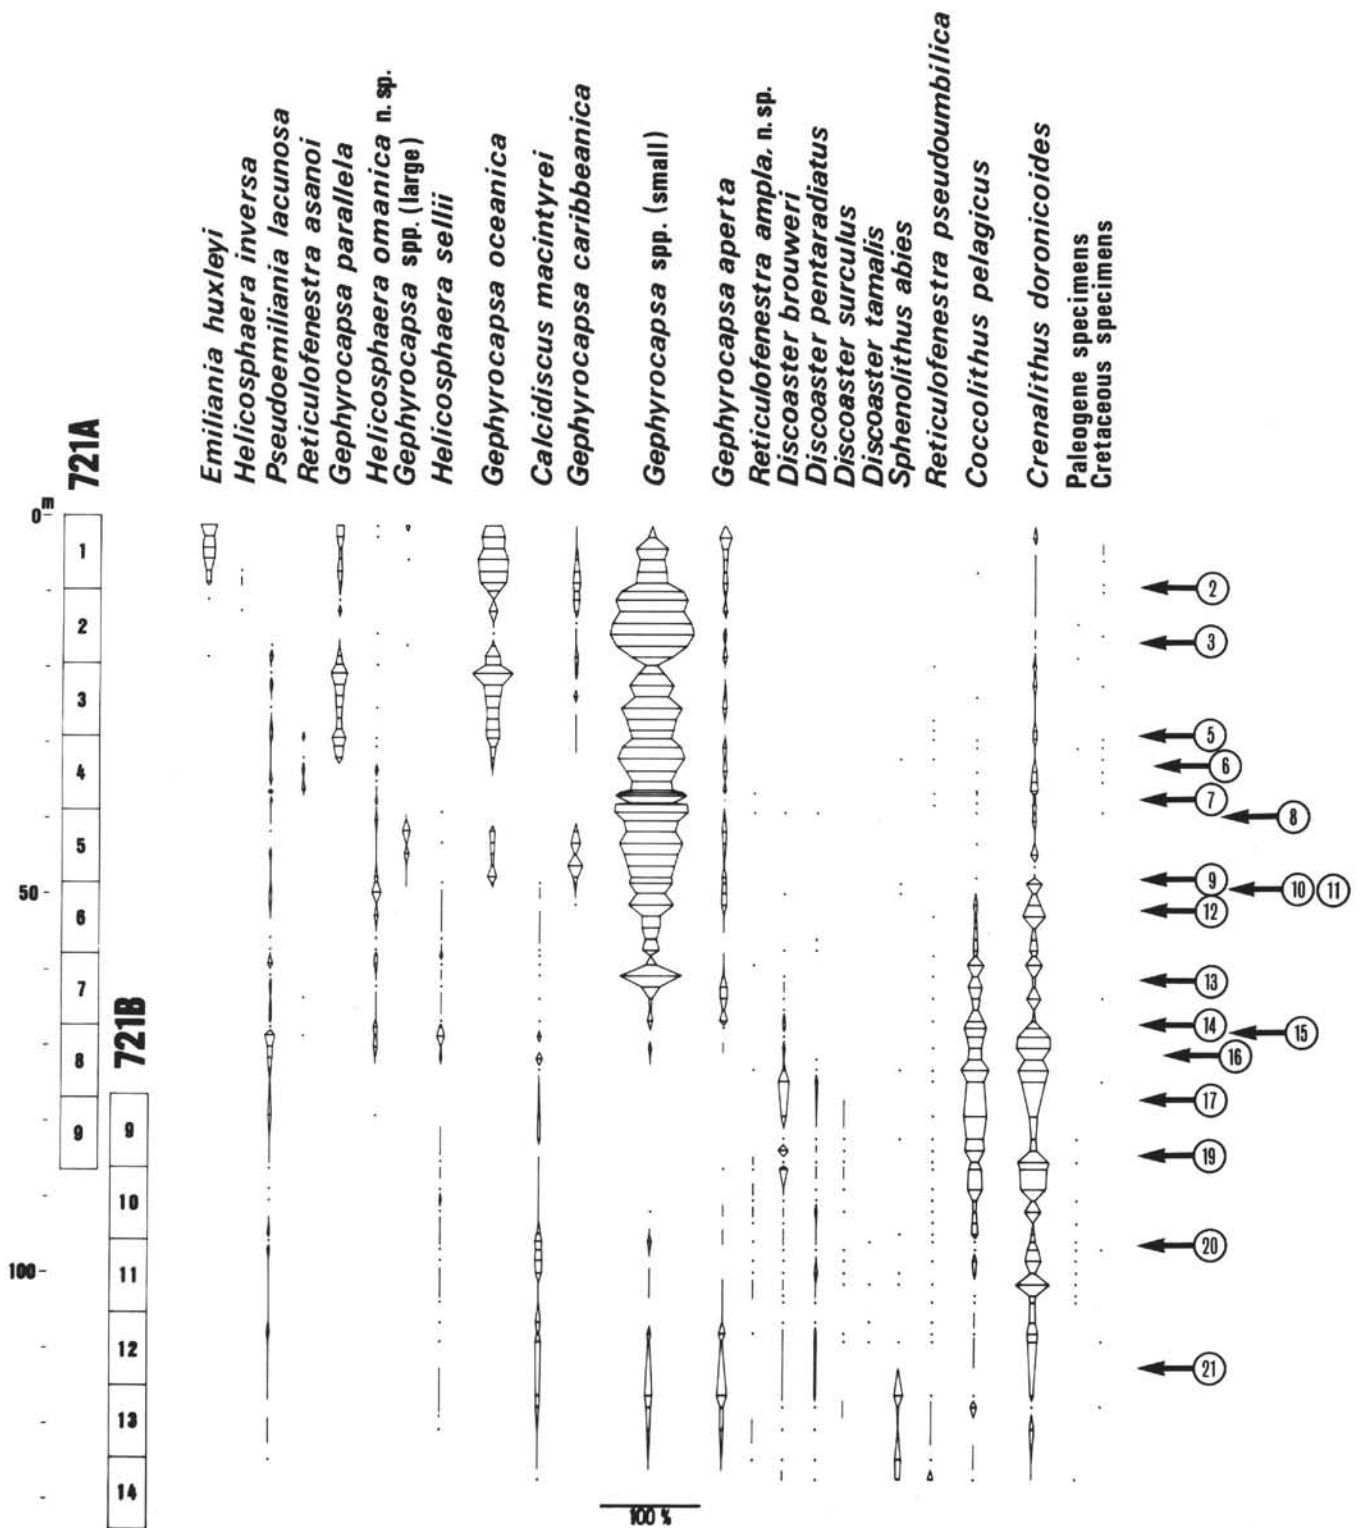 Emiliania huxleyi
Helicosphaera inversa
Pseudoemiliania lacunosa
Reticulofenestra asanoi
Gephyrocapsa parallela
Helicosphaera omanica n. sp.
Gephyrocapsa spp. (large)
Helicosphaera sellii
Gephyrocapsa oceanica
Calcidiscus macintyrei
Gephyrocapsa caribbeanica
Gephyrocapsa spp. (small)
Gephyrocapsa aperta
Reticulofenestra ampla, n. sp.
Discoaster brouweri
Discoaster pentaradiatus
Discoaster surculus
Discoaster tamalis
Sphenolithus abies
Reticulofenestra pseudoumbilica
Coccolithus pelagicus
Crenalithus doronicoides
Paleogene specimens
Cretaceous specimens
721A
m
0
50
100
1
2
3
4
5
6
7
8
9
721B
9
10
11
12
13
14
2
3
5
6
7
8
9
10 11
12
13
14
15
16
17
19
20
21
100 %